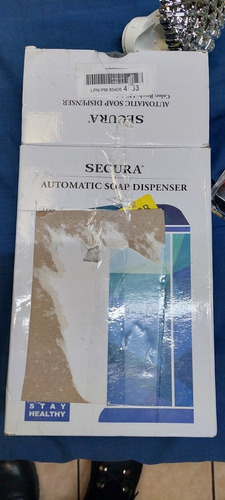 AUTOMATIC SOAP DISPENSER
SECURA®
SECURA®
AUTOMATIC SOAP DISPENSER
STAY
HEALTHY